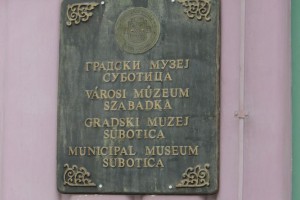 ГРАДСКИ МУЗЕЈ
СУБОТИЦА
VÁROSI MÚZEUM
SZABADKA
GRADSKI MUZEJ
SUBOTICA
MUNICIPAL MUSEUM
SUBOTICA